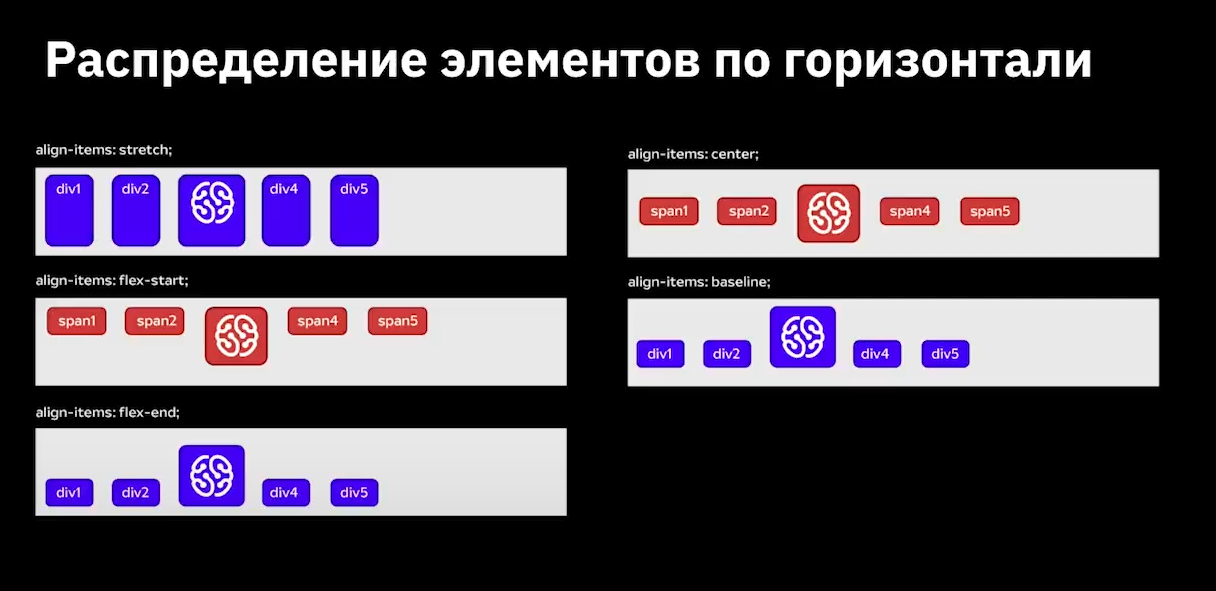 Распределение элементов по горизонтали
align-items: stretch;
div1 div2 div4 div5
align-items: flex-start;
span1 span2 span4 span5
align-items: flex-end;
div1 div2 div4 div5
align-items: center;
span1 span2 span4 span5
align-items: baseline;
div1 div2 div4 div5